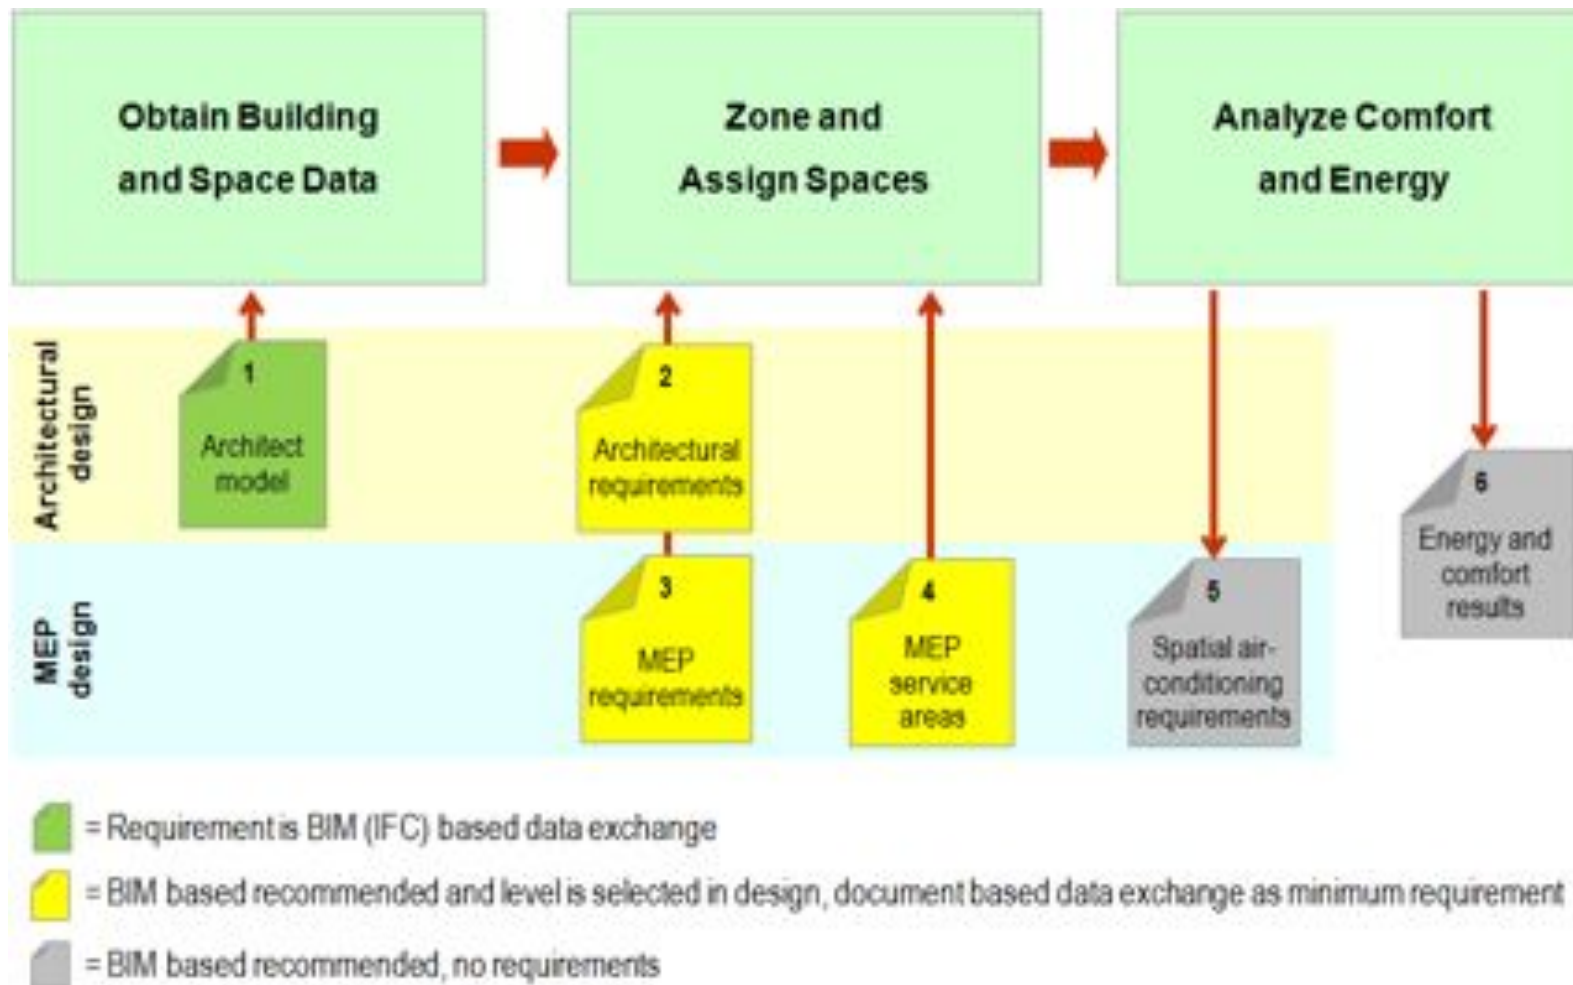 Obtain Building
and Space Data
Zone and
Assign Spaces
Analyze Comfort
and Energy
Architectural
design
1
Architect
model
2
Architectural
requirements
6
Energy and
comfort
results
MEP
design
3
MEP
requirements
4
MEP
service
areas
5
Spatial air-
conditioning
requirements
= Requirement is BIM (IFC) based data exchange
= BIM based recommended and level is selected in design, document based data exchange as minimum requirement
= BIM based recommended, no requirements